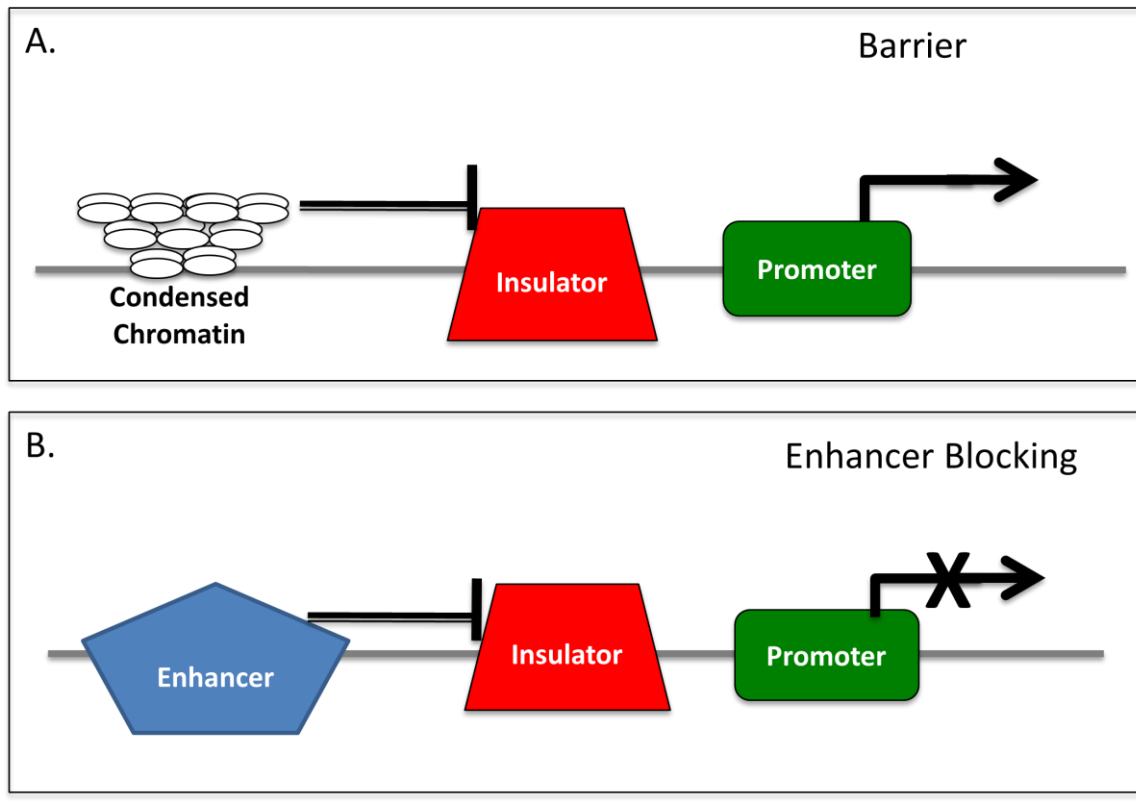 A.
Barrier
Condensed
Chromatin
Insulator
Promoter
B.
Enhancer Blocking
Enhancer
Insulator
Promoter
X